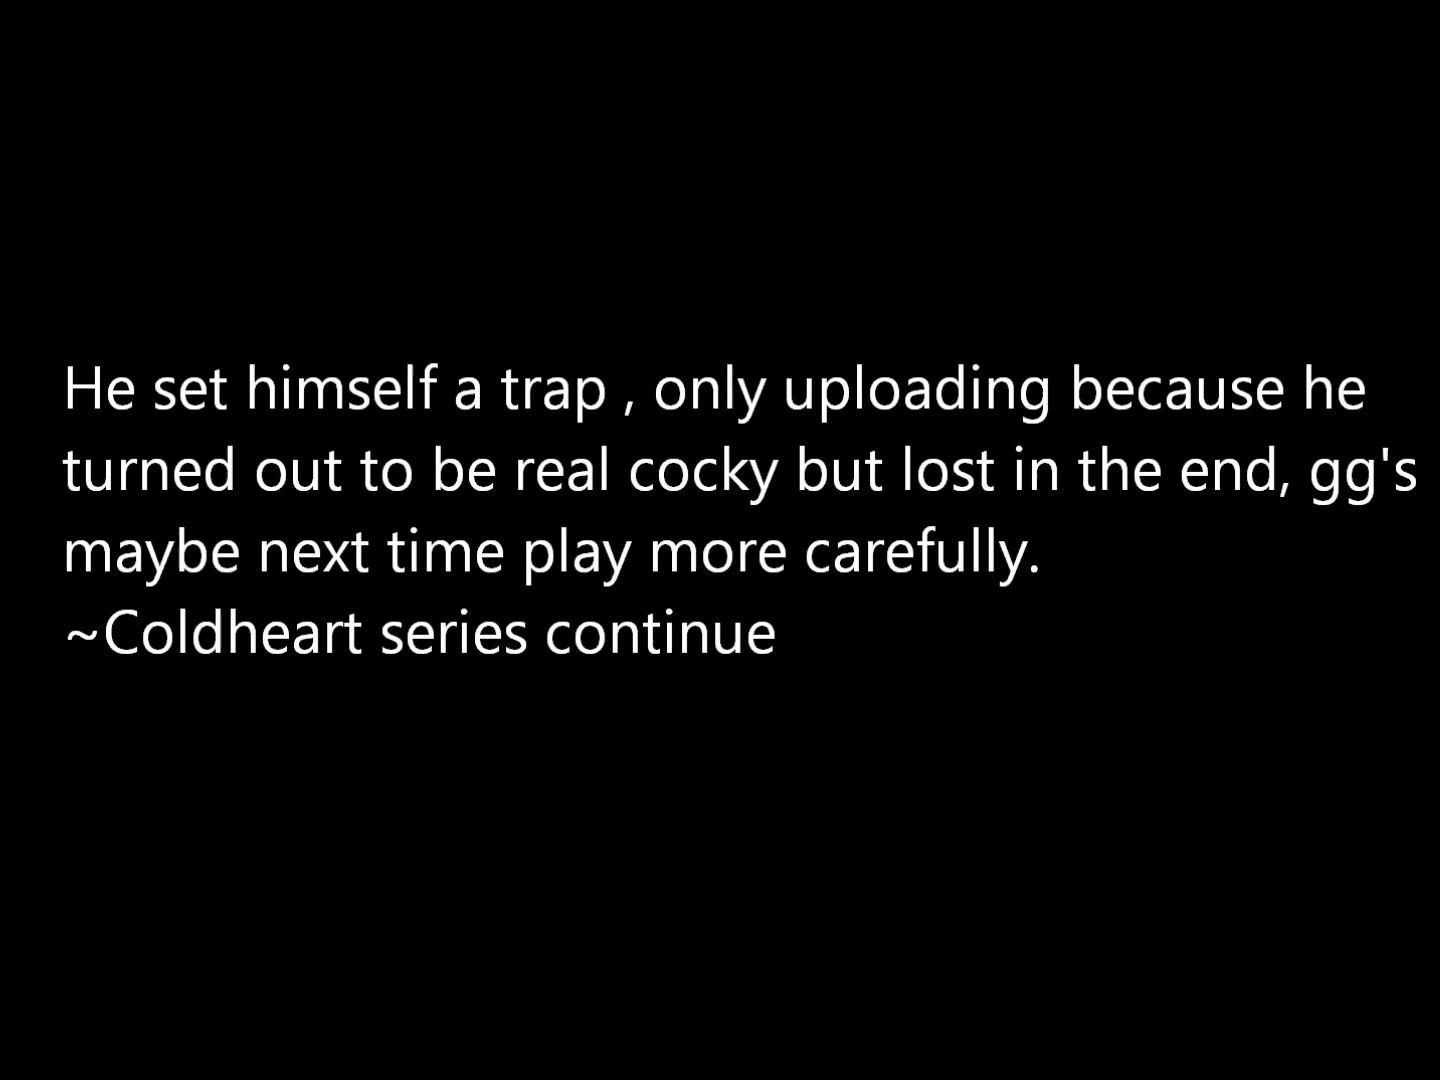 He set himself a trap , only uploading because he
turned out to be real cocky but lost in the end, gg's
maybe next time play more carefully.
~Coldheart series continue